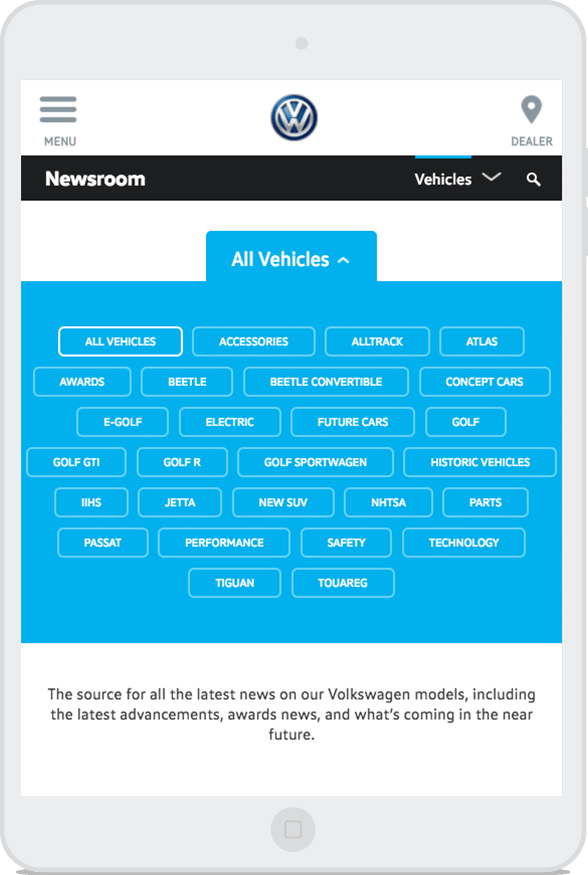 MENU
DEALER
Newsroom Vehicles
All Vehicles
ALL VEHICLES ACCESSORIES ALLTRACK ATLAS
AWARDS BEETLE BEETLE CONVERTIBLE CONCEPT CARS
E-GOLF ELECTRIC FUTURE CARS GOLF
GOLF GTI GOLF R GOLF SPORTWAGEN HISTORIC VEHICLES
IIHS JETTA NEW SUV NHTSA PARTS
PASSAT PERFORMANCE SAFETY TECHNOLOGY
TIGUAN TOUAREG
The source for all the latest news on our Volkswagen models, including
the latest advancements, awards news, and what's coming in the near
future.